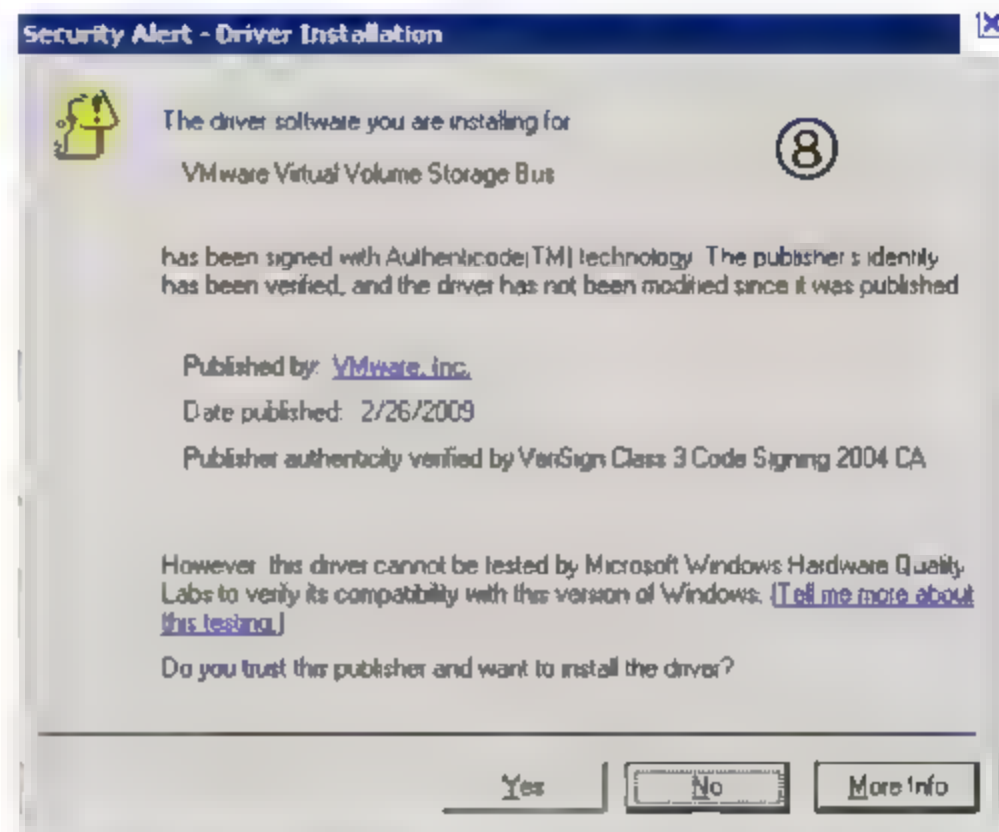 Security Alert - Driver Installation
The driver software you are installing for
8
VMware Virtual Volume Storage Bus
has been signed with Authenticode(TM) technology. The publisher's identity
has been verified, and the driver has not been modified since it was published
Published by: VMware, Inc.
Date published: 2/26/2009
Publisher authenticity verified by VeriSign Class 3 Code Signing 2004 CA
However this driver cannot be tested by Microsoft Windows Hardware Quality
Labs to verify its compatibility with this version of Windows. (Tell me more about
this testing.)
Do you trust this publisher and want to install the driver?
Yes No More Info